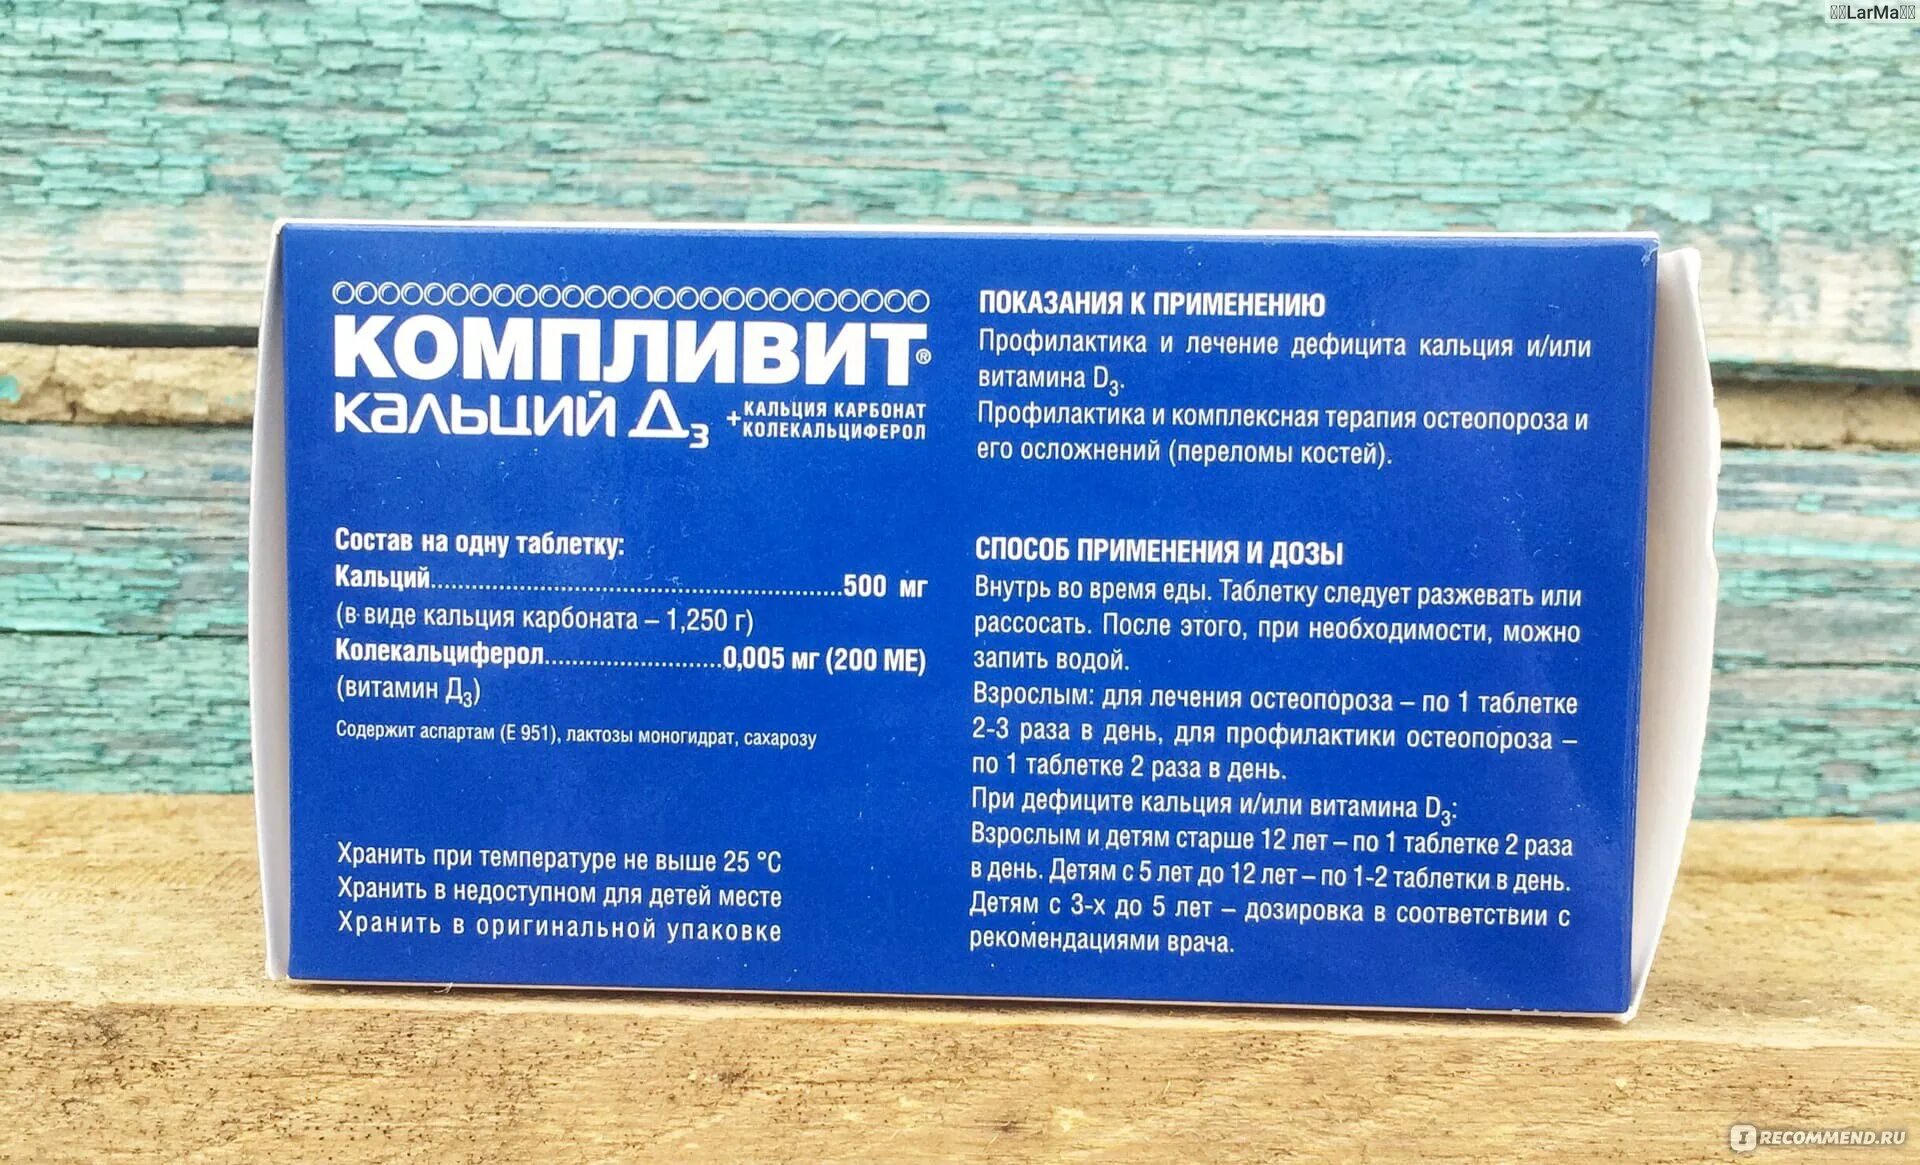 LarMa
КОМПЛИВИТ®
КАЛЬЦИЙ Д3
+КАЛЬЦИЯ КАРБОНАТ
КОЛЕКАЛЬЦИФЕРОЛ
Состав на одну таблетку:
Кальций........................................500 мг
(в виде кальция карбоната – 1,250 г)
Колекальциферол......................0,005 мг (200 МЕ)
(витамин Д3)
Содержит аспартам (Е 951), лактозы моногидрат, сахарозу
Хранить при температуре не выше 25 °С
Хранить в недоступном для детей месте
Хранить в оригинальной упаковке
ПОКАЗАНИЯ К ПРИМЕНЕНИЮ
Профилактика и лечение дефицита кальция и/или
витамина D3.
Профилактика и комплексная терапия остеопороза и
его осложнений (переломы костей).
СПОСОБ ПРИМЕНЕНИЯ И ДОЗЫ
Внутрь во время еды. Таблетку следует разжевать или
рассосать. После этого, при необходимости, можно
запить водой.
Взрослым: для лечения остеопороза – по 1 таблетке
2-3 раза в день, для профилактики остеопороза –
по 1 таблетке 2 раза в день.
При дефиците кальция и/или витамина D3:
Взрослым и детям старше 12 лет – по 1 таблетке 2 раза
в день. Детям с 5 лет до 12 лет – по 1-2 таблетки в день.
Детям с 3-х до 5 лет – дозировка в соответствии с
рекомендациями врача.
I RECOMMEND.RU